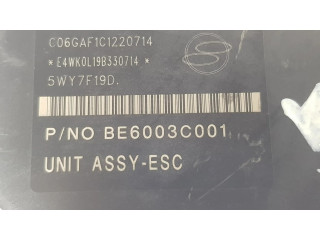 C06GAF1C1220714
*E4WK0L19B330714*
5WY7F19D.
P/NO BE6003C001
UNIT ASSY-ESC